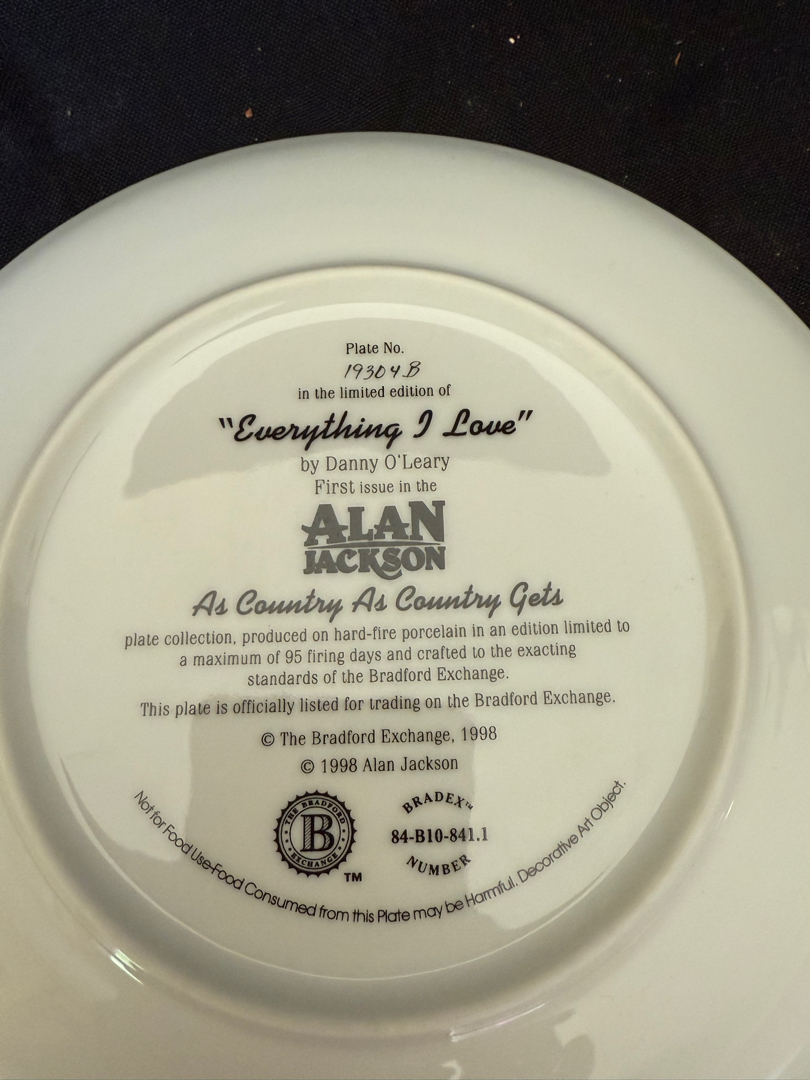 Plate No.
19304B
in the limited edition of
"Everything I Love"
by Danny O'Leary
First issue in the
ALAN
JACKSON
As Country As Country Gets
plate collection, produced on hard-fire porcelain in an edition limited to
a maximum of 95 firing days and crafted to the exacting
standards of the Bradford Exchange.
This plate is officially listed for trading on the Bradford Exchange.
© The Bradford Exchange, 1998
© 1998 Alan Jackson
THE BRADFORD
B
EXCHANGE
TM
BRADEX™
84-B10-841.1
NUMBER
Not for Food Use-Food Consumed from this Plate may be Harmful. Decorative Art Object.